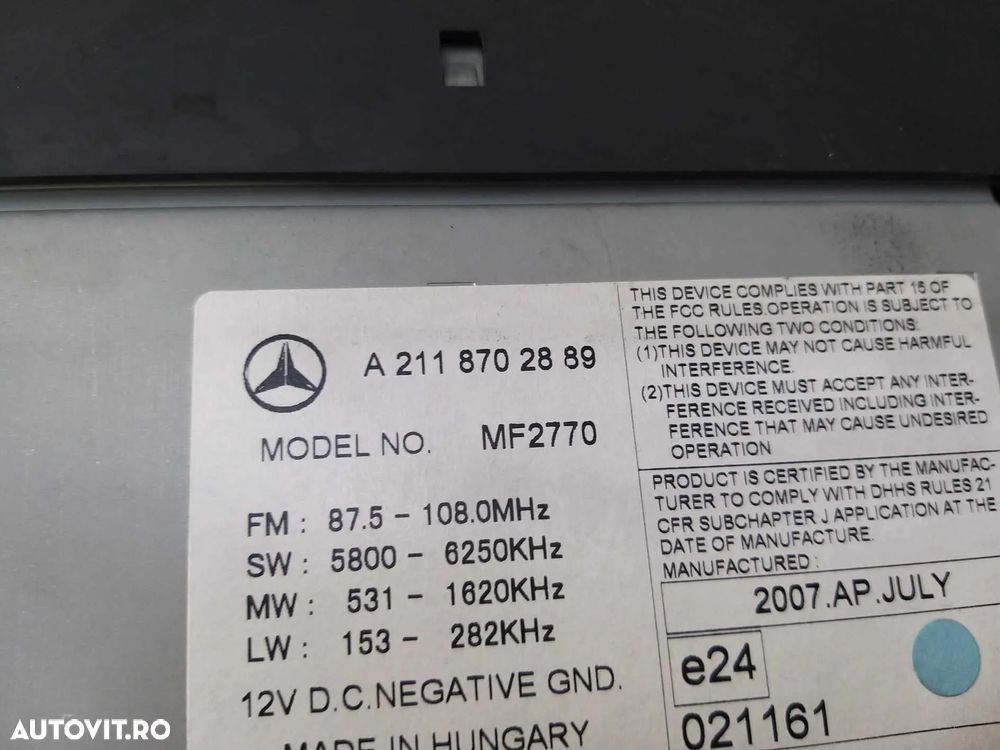 A 211 870 28 89
MODEL NO. MF2770
FM : 87.5 - 108.0MHz
SW : 5800 - 6250KHz
MW : 531 - 1620KHz
LW : 153 - 282KHz
12V D.C.NEGATIVE GND.
MADE IN HUNGARY
THIS DEVICE COMPLIES WITH PART 15 OF
THE FCC RULES.OPERATION IS SUBJECT TO
THE FOLLOWING TWO CONDITIONS:
(1)THIS DEVICE MAY NOT CAUSE HARMFUL
INTERFERENCE.
(2)THIS DEVICE MUST ACCEPT ANY INTER-
FERENCE RECEIVED INCLUDING INTER-
FERENCE THAT MAY CAUSE UNDESIRED
OPERATION
PRODUCT IS CERTIFIED BY THE MANUFAC-
TURER TO COMPLY WITH DHHS RULES 21
CFR SUBCHAPTER J APPLICATION AT THE
DATE OF MANUFACTURE.
MANUFACTURED :
2007.AP.JULY
e24
021161
AUTOVIT.RO